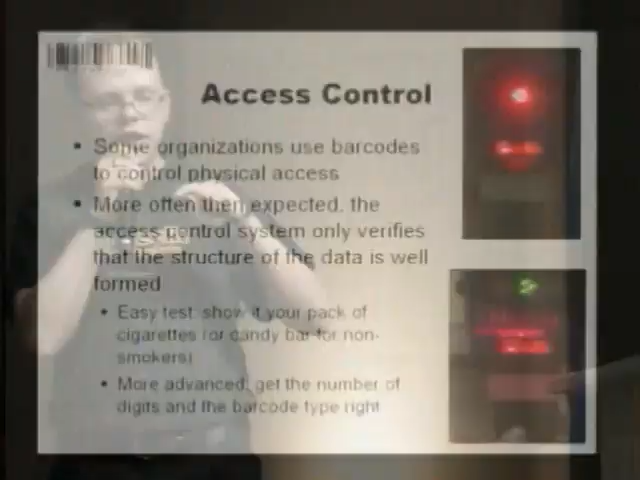 Access Control
Some organizations use barcodes
to control physical access
More often then expected, the
access control system only verifies
that the structure of the data is well
formed
Easy test: show it your pack of
cigarettes (or candy bar for non-
smokers)
More advanced: get the number of
digits and the barcode type right